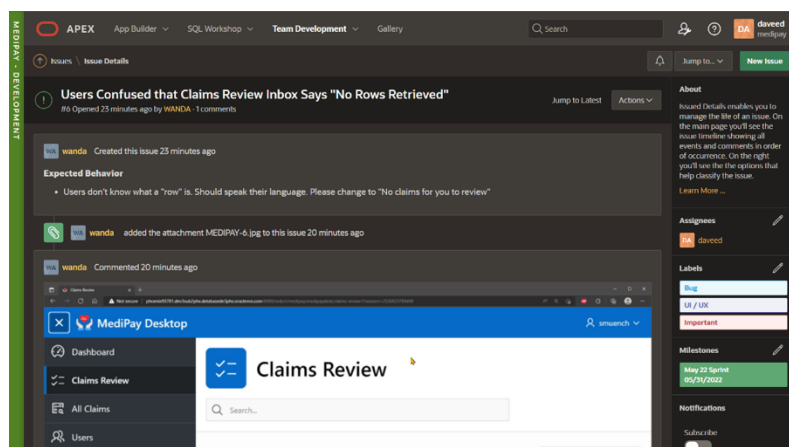 MEDIPAY - DEVELOPMENT
APEX
App Builder
SQL Workshop
Team Development
Gallery
Search
DA
daveed
medipay
Issues \ Issue Details
Jump to...
New Issue
Users Confused that Claims Review Inbox Says "No Rows Retrieved"
#6 Opened 23 minutes ago by WANDA - 1 comments
Jump to Latest
Actions
WA wanda Created this issue 23 minutes ago
Expected Behavior
• Users don't know what a "row" is. Should speak their language. Please change to "No claims for you to review"
WA wanda added the attachment MEDIPAY-6.jpg to this issue 20 minutes ago
WA wanda Commented 20 minutes ago
Claims Review
Not secure
MediPay Desktop
smuench
Dashboard
Claims Review
All Claims
Users
Claims Review
Search...
About
Issued Details enables you to
manage the life of an issue. On
the main page you'll see the
issue timeline showing all
events and comments in order
of occurrence. On the right
you'll see the the options that
help classify the issue.
Learn More ...
Assignees
DA daveed
Labels
Bug
UI / UX
Important
Milestones
May 22 Sprint
05/31/2022
Notifications
Subscribe